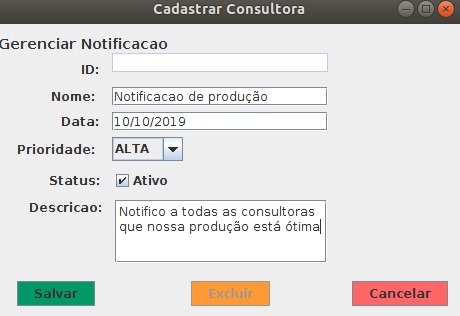 Cadastrar Consultora
Gerenciar Notificacao
ID:
Nome: Notificacao de produção
Data: 10/10/2019
Prioridade: ALTA
Status: Ativo
Descricao: Notifico a todas as consultoras
que nossa produção está ótima
Salvar Excluir Cancelar